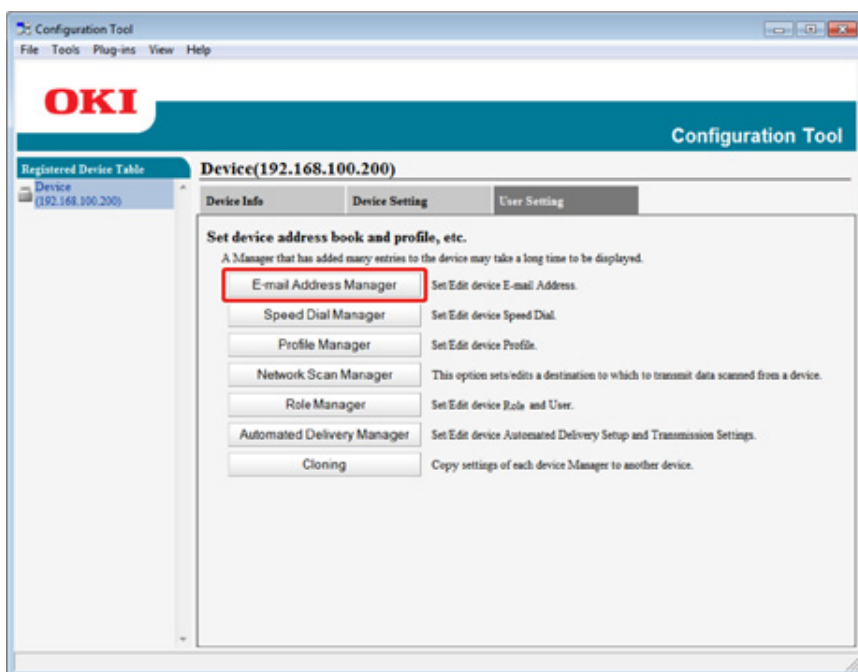 Configuration Tool
File Tools Plug-ins View Help
OKI
Configuration Tool
Registered Device Table
Device
(192.168.100.200)
Device(192.168.100.200)
Device Info Device Setting User Setting
Set device address book and profile, etc.
A Manager that has added many entries to the device may take a long time to be displayed.
E-mail Address Manager Set/Edit device E-mail Address.
Speed Dial Manager Set/Edit device Speed Dial.
Profile Manager Set/Edit device Profile.
Network Scan Manager This option sets/edits a destination to which to transmit data scanned from a device.
Role Manager Set/Edit device Role and User.
Automated Delivery Manager Set/Edit device Automated Delivery Setup and Transmission Settings.
Cloning Copy settings of each device Manager to another device.